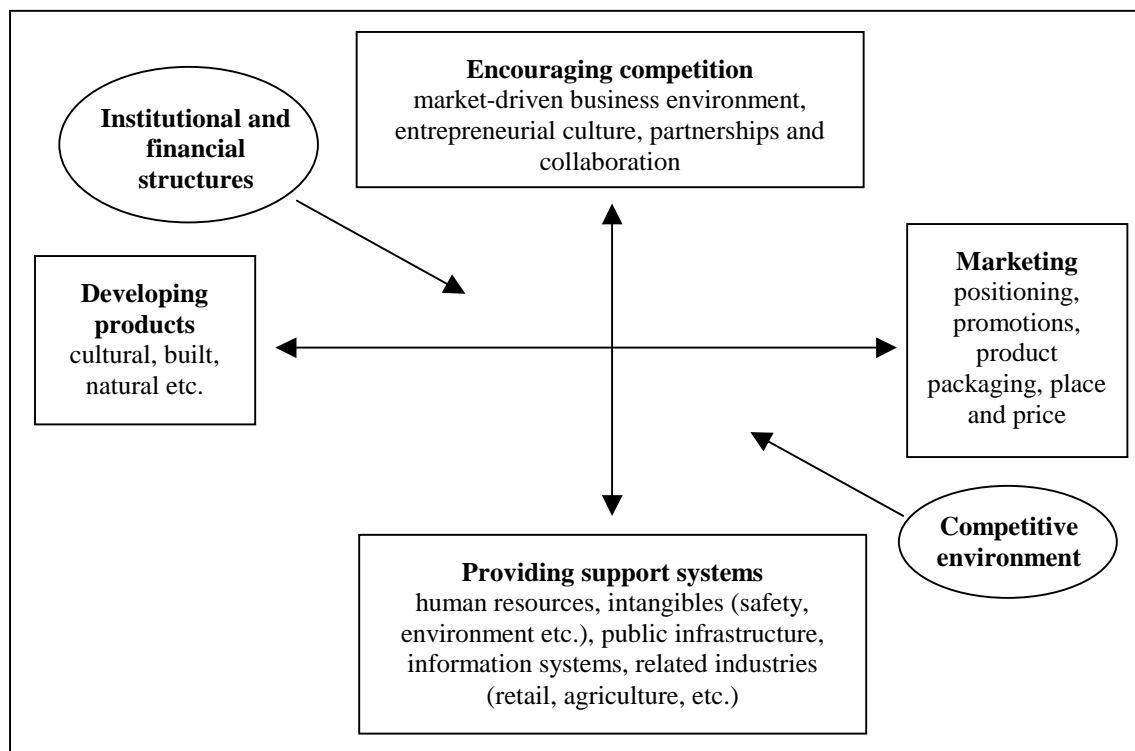 Encouraging competition
market-driven business environment,
entrepreneurial culture, partnerships and
collaboration
Institutional and
financial
structures
Developing
products
cultural, built,
natural etc.
Marketing
positioning,
promotions,
product
packaging, place
and price
Competitive
environment
Providing support systems
human resources, intangibles (safety,
environment etc.), public infrastructure,
information systems, related industries
(retail, agriculture, etc.)